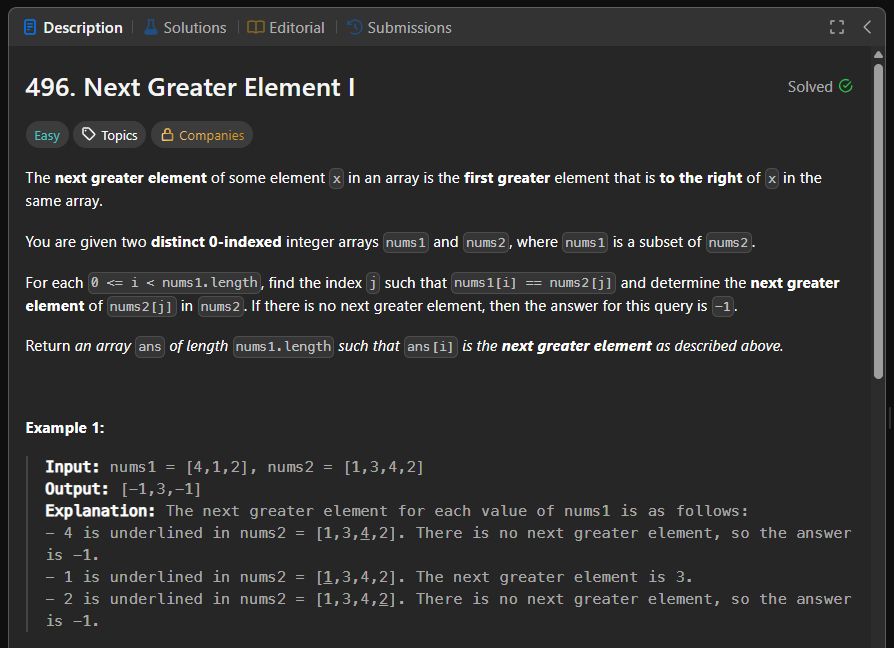 Description Solutions Editorial Submissions
496. Next Greater Element I
Solved
Easy Topics Companies
The next greater element of some element x in an array is the first greater element that is to the right of x in the
same array.
You are given two distinct 0-indexed integer arrays nums1 and nums2, where nums1 is a subset of nums2.
For each 0 <= i < nums1.length, find the index j such that nums1[i] == nums2[j] and determine the next greater
element of nums2[j] in nums2. If there is no next greater element, then the answer for this query is -1.
Return an array ans of length nums1.length such that ans[i] is the next greater element as described above.
Example 1:
Input: nums1 = [4,1,2], nums2 = [1,3,4,2]
Output: [-1,3,-1]
Explanation: The next greater element for each value of nums1 is as follows:
- 4 is underlined in nums2 = [1,3,4,2]. There is no next greater element, so the answer
is -1.
- 1 is underlined in nums2 = [1,3,4,2]. The next greater element is 3.
- 2 is underlined in nums2 = [1,3,4,2]. There is no next greater element, so the answer
is -1.